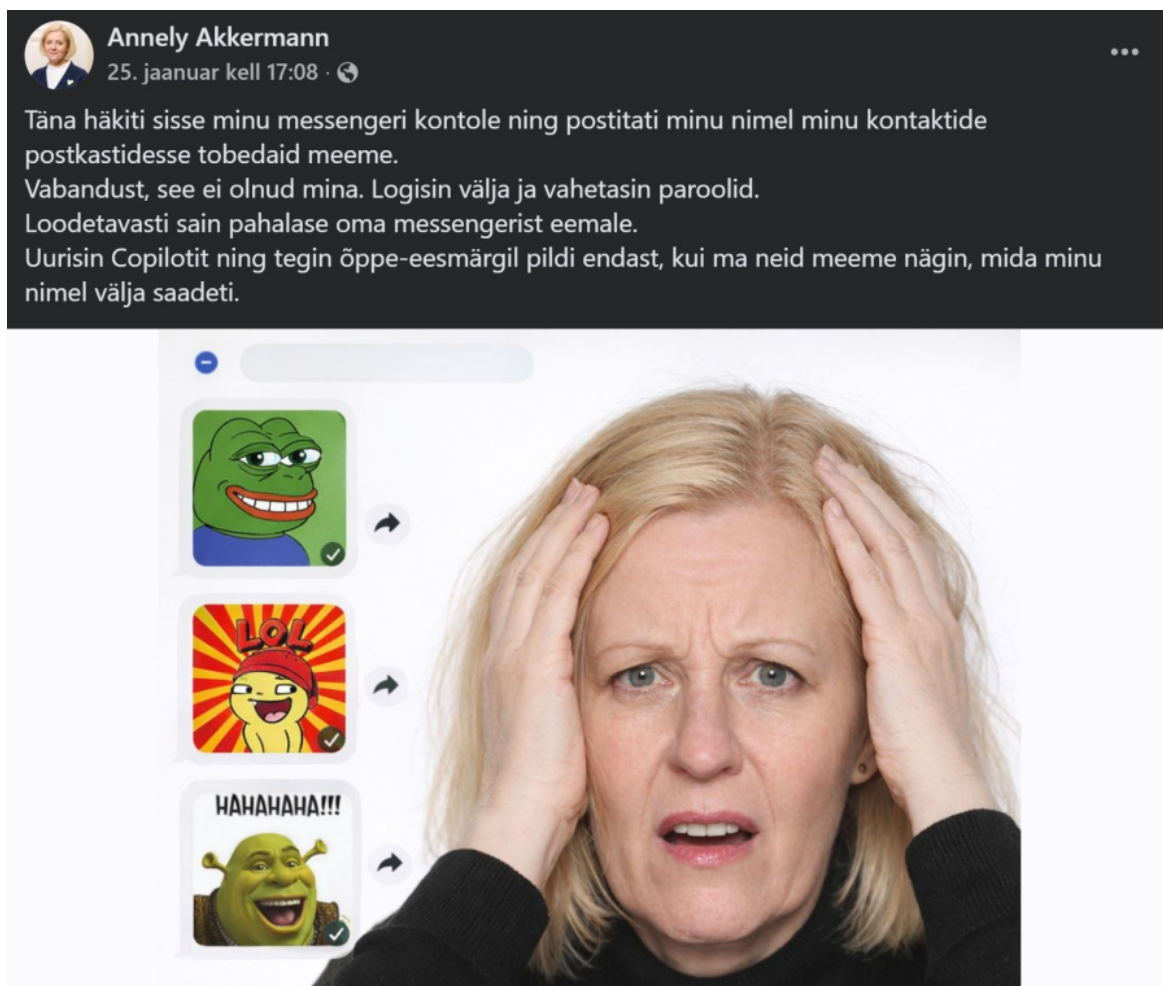 Annely Akkermann
25. jaanuar kell 17:08 ·
Täna häkiti sisse minu messengeri kontole ning postitati minu nimel minu kontaktide
postkastidesse tobedaid meeme.
Vabandust, see ei olnud mina. Logisin välja ja vahetasin paroolid.
Loodetavasti sain pahalase oma messengerist eemale.
Uurisin Copilotit ning tegin õppe-eesmärgil pildi endast, kui ma neid meeme nägin, mida minu
nimel välja saadeti.
LOL
HAHAHAHA!!!